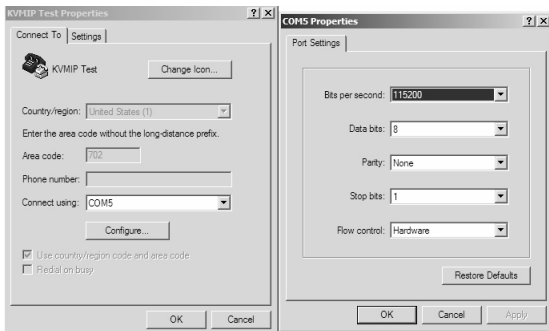 KVMIP Test Properties
Connect To
Settings
KVMIP Test
Change Icon...
Country/region: United States (1)
Enter the area code without the long-distance prefix.
Area code: 702
Phone number:
Connect using: COM5
Configure...
Use country/region code and area code
Redial on busy
OK
Cancel
COM5 Properties
Port Settings
Bits per second: 115200
Data bits: 8
Parity: None
Stop bits: 1
Flow control: Hardware
Restore Defaults
OK
Cancel
Apply